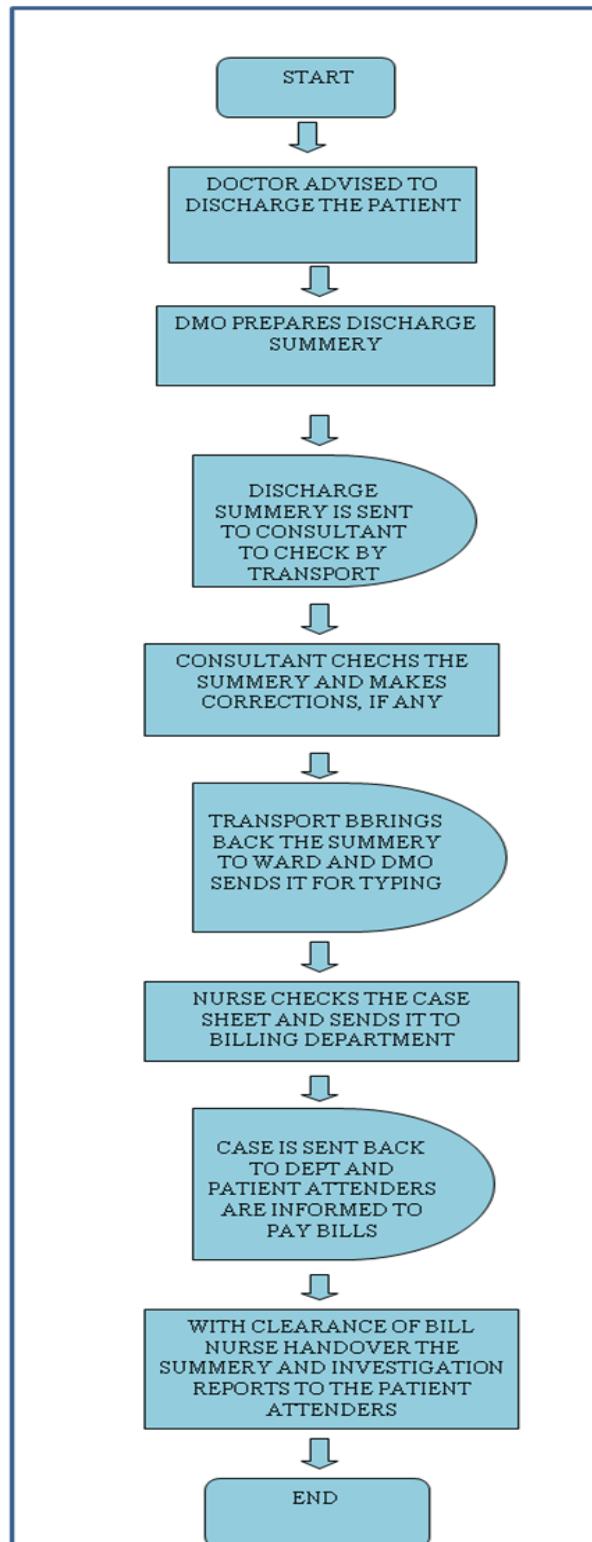 START
DOCTOR ADVISED TO
DISCHARGE THE PATIENT
DMO PREPARES DISCHARGE
SUMMERY
DISCHARGE
SUMMERY IS SENT
TO CONSULTANT
TO CHECK BY
TRANSPORT
CONSULTANT CHECHS THE
SUMMERY AND MAKES
CORRECTIONS, IF ANY
TRANSPORT BBRINGS
BACK THE SUMMERY
TO WARD AND DMO
SENDS IT FOR TYPING
NURSE CHECKS THE CASE
SHEET AND SENDS IT TO
BILLING DEPARTMENT
CASE IS SENT BACK
TO DEPT AND
PATIENT ATTENDERS
ARE INFORMED TO
PAY BILLS
WITH CLEARANCE OF BILL
NURSE HANDOVER THE
SUMMERY AND INVESTIGATION
REPORTS TO THE PATIENT
ATTENDERS
END